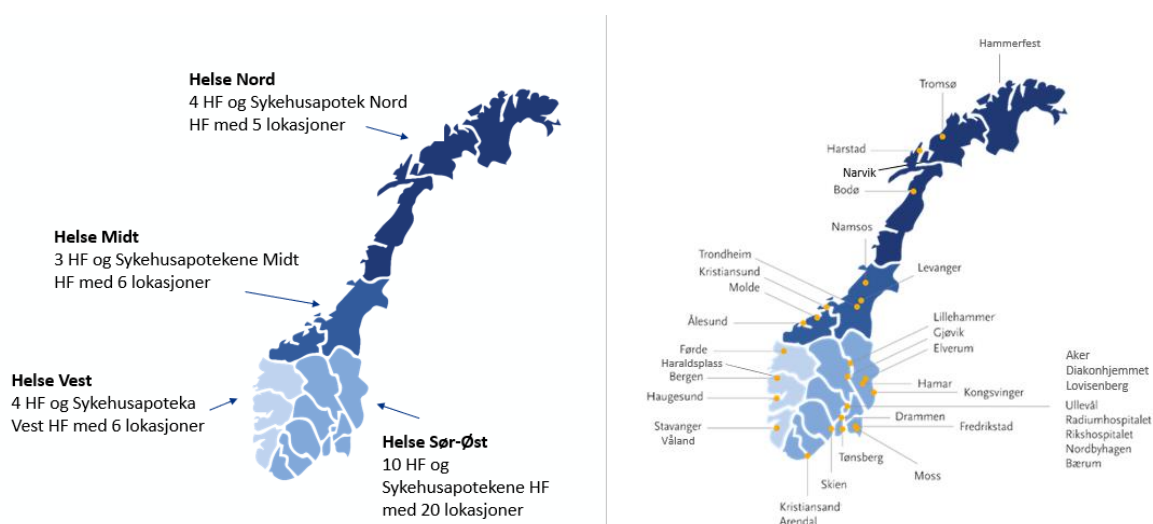 Helse Nord
4 HF og Sykehusapotek Nord
HF med 5 lokasjoner
Helse Midt
3 HF og Sykehusapotekene Midt
HF med 6 lokasjoner
Helse Vest
4 HF og Sykehusapoteka
Vest HF med 6 lokasjoner
Helse Sør-Øst
10 HF og
Sykehusapotekene HF
med 20 lokasjoner
Hammerfest
Tromsø
Harstad
Narvik
Bodø
Namsos
Trondheim
Kristiansund
Molde
Levanger
Ålesund
Lillehammer
Gjøvik
Elverum
Førde
Haraldsplass
Bergen
Haugesund
Hamar
Kongsvinger
Aker
Diakonhjemmet
Lovisenberg
Ullevål
Radiumhospitalet
Rikshospitalet
Nordbyhagen
Bærum
Drammen
Fredrikstad
Stavanger
Våland
Tønsberg
Moss
Skien
Kristiansand
Arendal